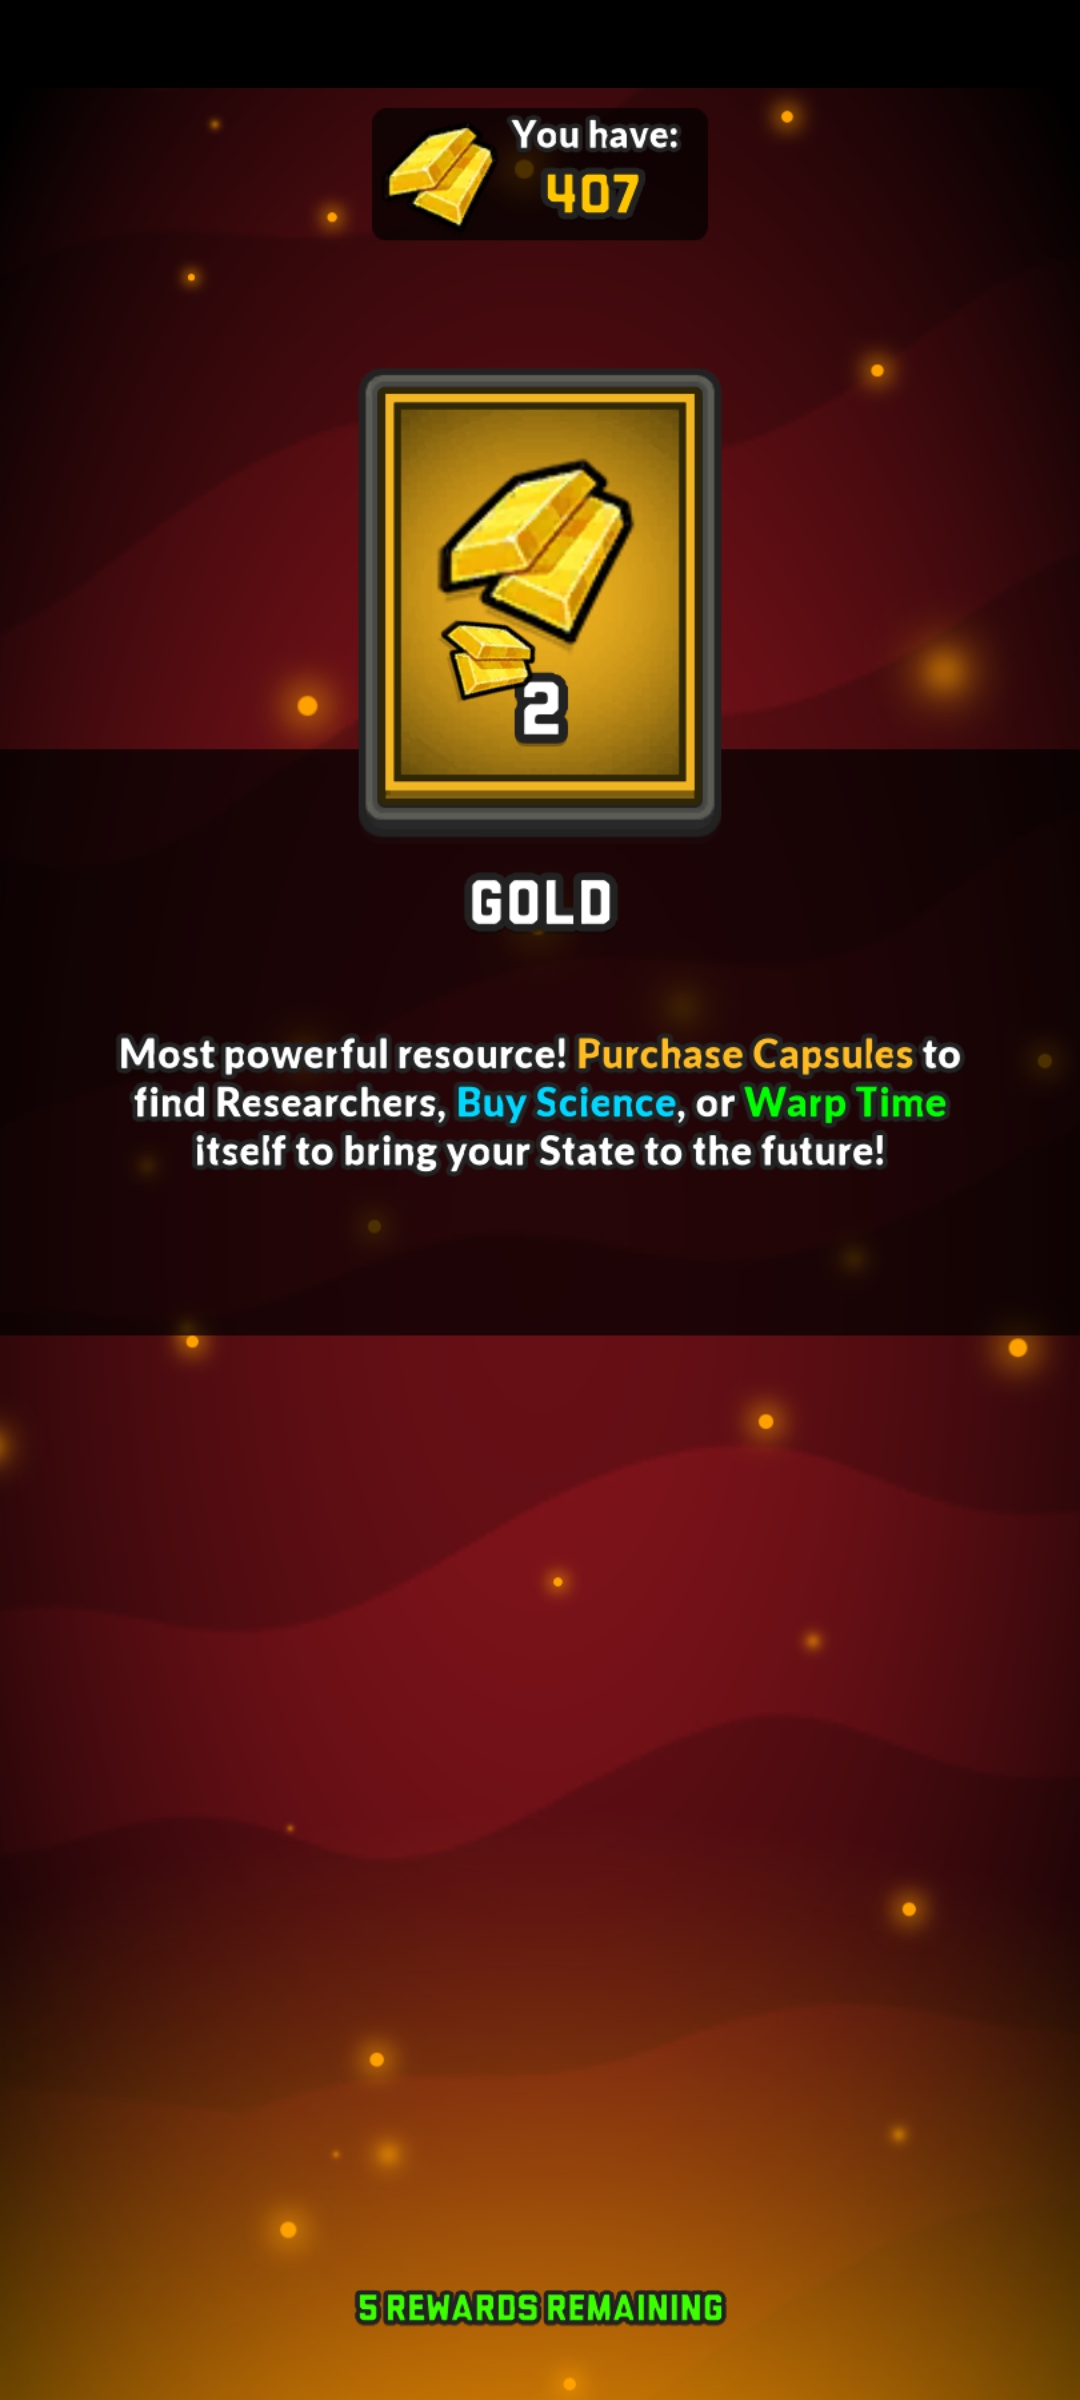 You have:
407
2
GOLD
Most powerful resource! Purchase Capsules to
find Researchers, Buy Science, or Warp Time
itself to bring your State to the future!
5 REWARDS REMAINING